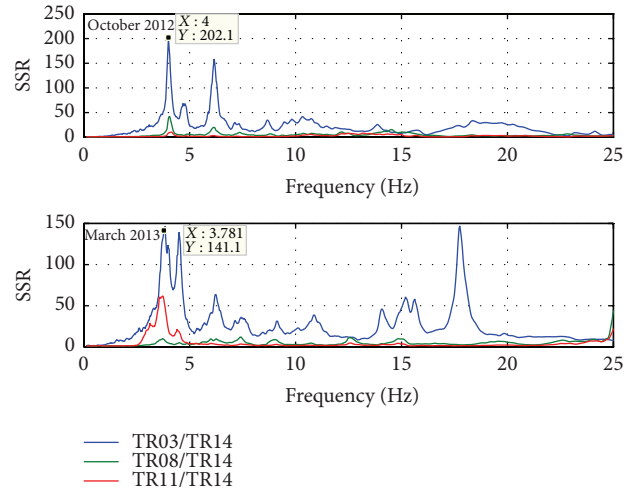 October 2012
X : 4
Y : 202.1
250
200
150
100
50
0
SSR
0 5 10 15 20 25
Frequency (Hz)
March 2013
X : 3.781
Y : 141.1
150
100
50
0
SSR
0 5 10 15 20 25
Frequency (Hz)
TR03/TR14
TR08/TR14
TR11/TR14